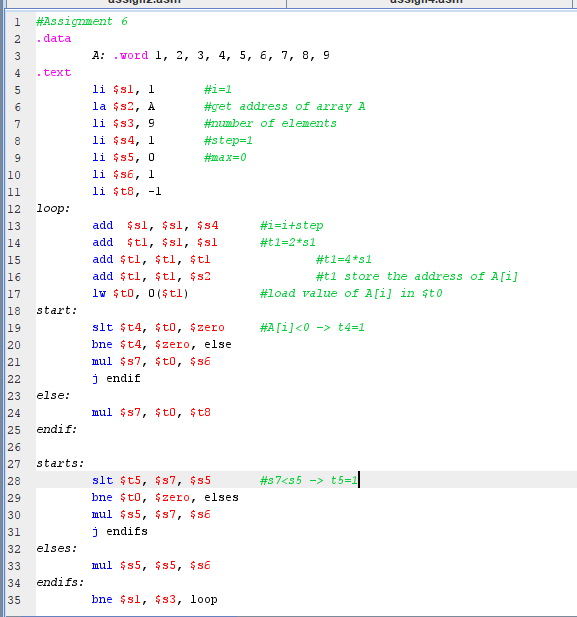 assign2.asm assign4.asm
1 #Assignment 6
2 .data
3 A: .word 1, 2, 3, 4, 5, 6, 7, 8, 9
4 .text
5 li $s1, 1 #i=1
6 la $s2, A #get address of array A
7 li $s3, 9 #number of elements
8 li $s4, 1 #step=1
9 li $s5, 0 #max=0
10 li $s6, 1
11 li $t8, -1
12 loop:
13 add $s1, $s1, $s4 #i=i+step
14 add $t1, $s1, $s1 #t1=2*s1
15 add $t1, $t1, $t1 #t1=4*s1
16 add $t1, $t1, $s2 #t1 store the address of A[i]
17 lw $t0, 0($t1) #load value of A[i] in $t0
18 start:
19 slt $t4, $t0, $zero #A[i]<0 -> t4=1
20 bne $t4, $zero, else
21 mul $s7, $t0, $s6
22 j endif
23 else:
24 mul $s7, $t0, $t8
25 endif:
26
27 starts:
28 slt $t5, $s7, $s5 #s7<s5 -> t5=1
29 bne $t0, $zero, elses
30 mul $s5, $s7, $s6
31 j endifs
32 elses:
33 mul $s5, $s5, $s6
34 endifs:
35 bne $s1, $s3, loop